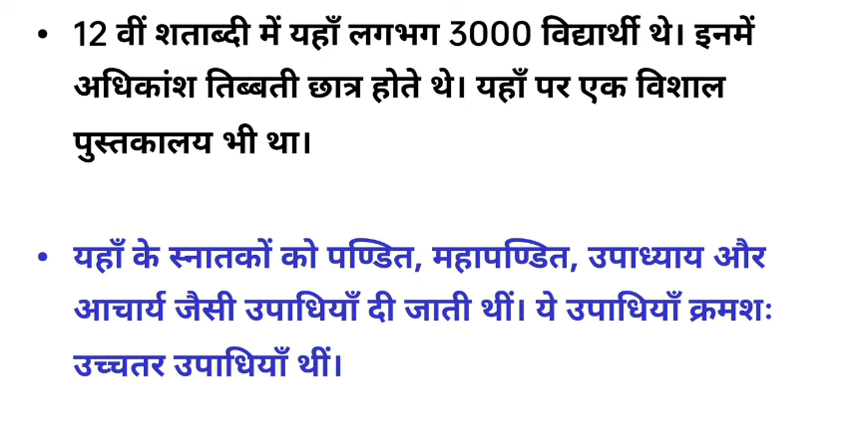 • 12 वीं शताब्दी में यहाँ लगभग 3000 विद्यार्थी थे। इनमें
अधिकांश तिब्बती छात्र होते थे। यहाँ पर एक विशाल
पुस्तकालय भी था।
• यहाँ के स्नातकों को पण्डित, महापण्डित, उपाध्याय और
आचार्य जैसी उपाधियाँ दी जाती थीं। ये उपाधियाँ क्रमशः
उच्चतर उपाधियाँ थीं।